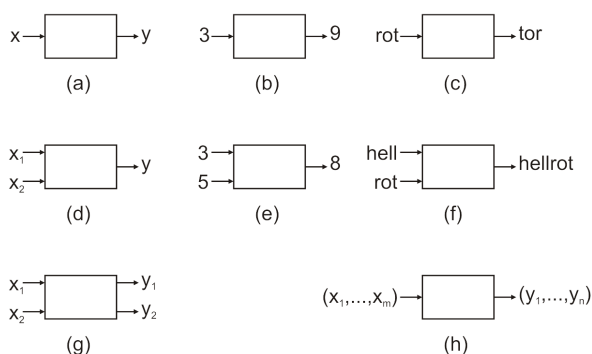 x y 3 9 rot tor
(a) (b) (c)
x₁ x₂ y 3 5 8 hell rot hellrot
(d) (e) (f)
x₁ x₂ y₁ y₂ (x₁,...,xₘ) (y₁,...,yₙ)
(g) (h)